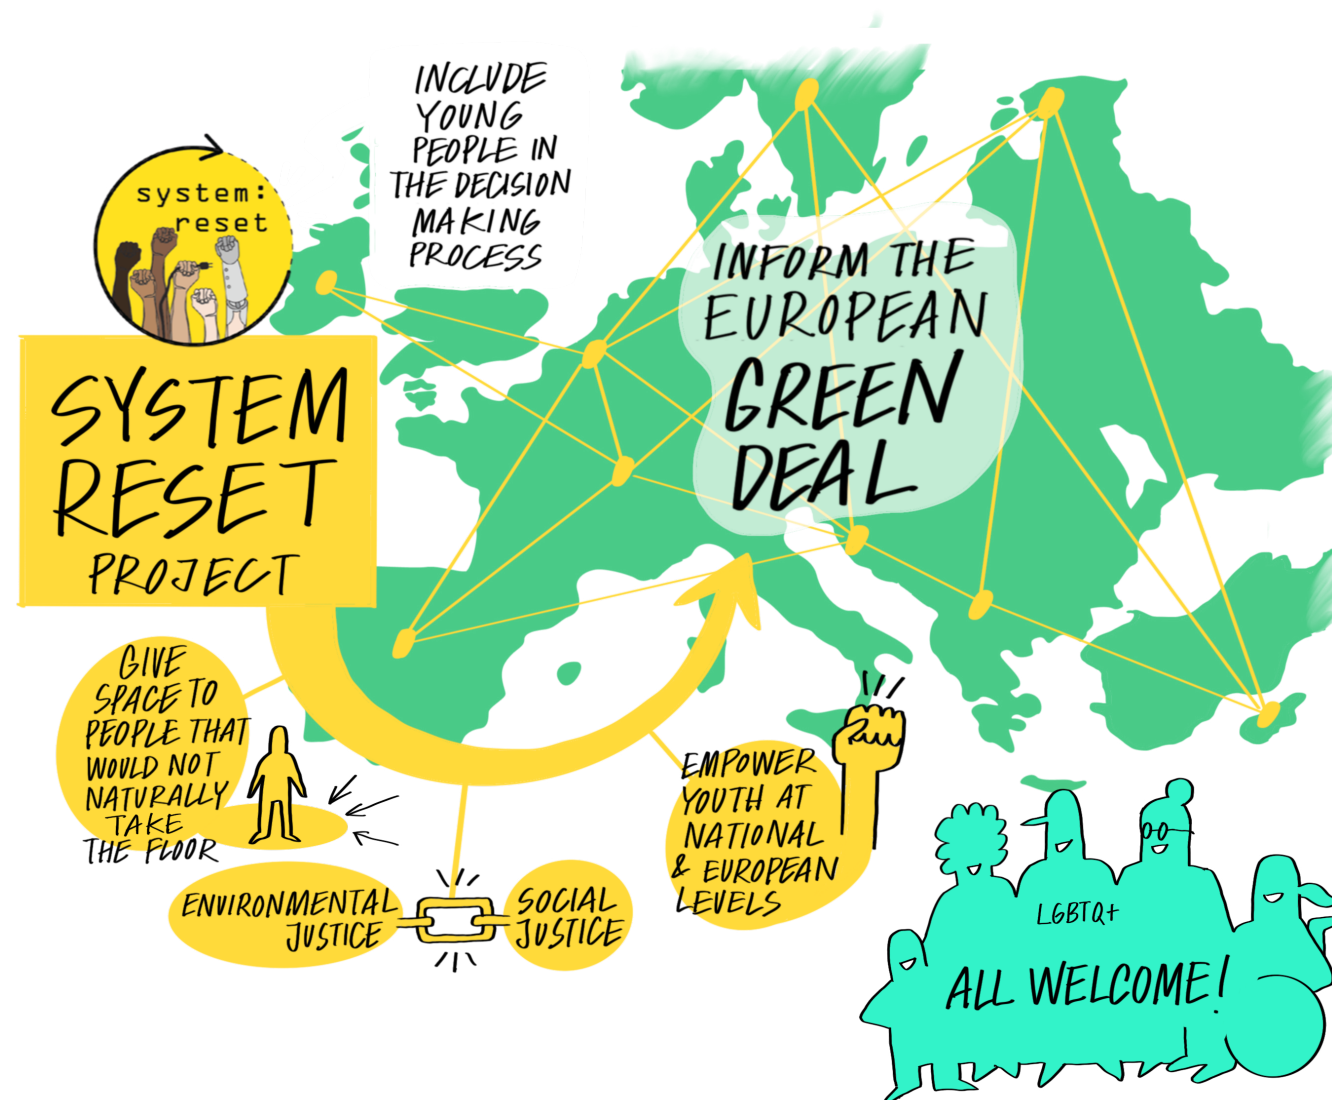 INCLUDE
YOUNG
PEOPLE IN
THE DECISION
MAKING
PROCESS
system:
reset
SYSTEM
RESET
PROJECT
INFORM THE
EUROPEAN
GREEN
DEAL
GIVE
SPACE TO
PEOPLE THAT
WOULD NOT
NATURALLY
TAKE
THE FLOOR
ENVIRONMENTAL
JUSTICE
SOCIAL
JUSTICE
EMPOWER
YOUTH AT
NATIONAL
& EUROPEAN
LEVELS
LGBTQ+
ALL WELCOME!